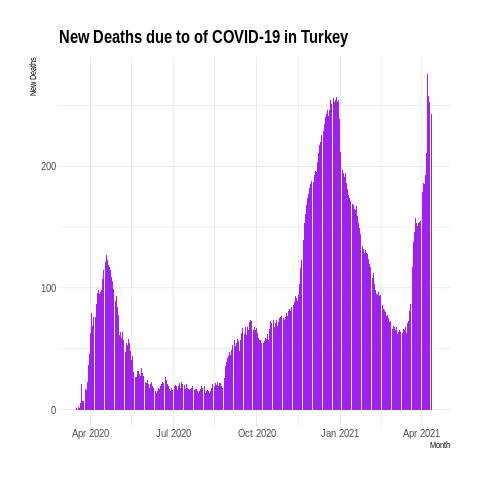 New Deaths due to of COVID-19 in Turkey
New Deaths
200
100
0
Apr 2020 Jul 2020 Oct 2020 Jan 2021 Apr 2021
Month